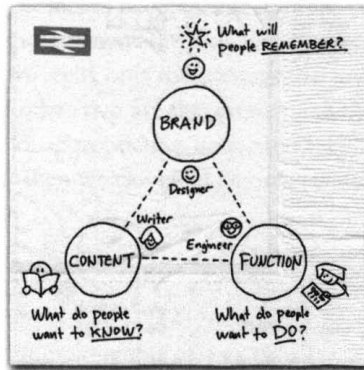 What will
people REMEMBER?
BRAND
Designer
Writer
Engineer
CONTENT
FUNCTION
What do people
want to KNOW?
What do people
want to DO?